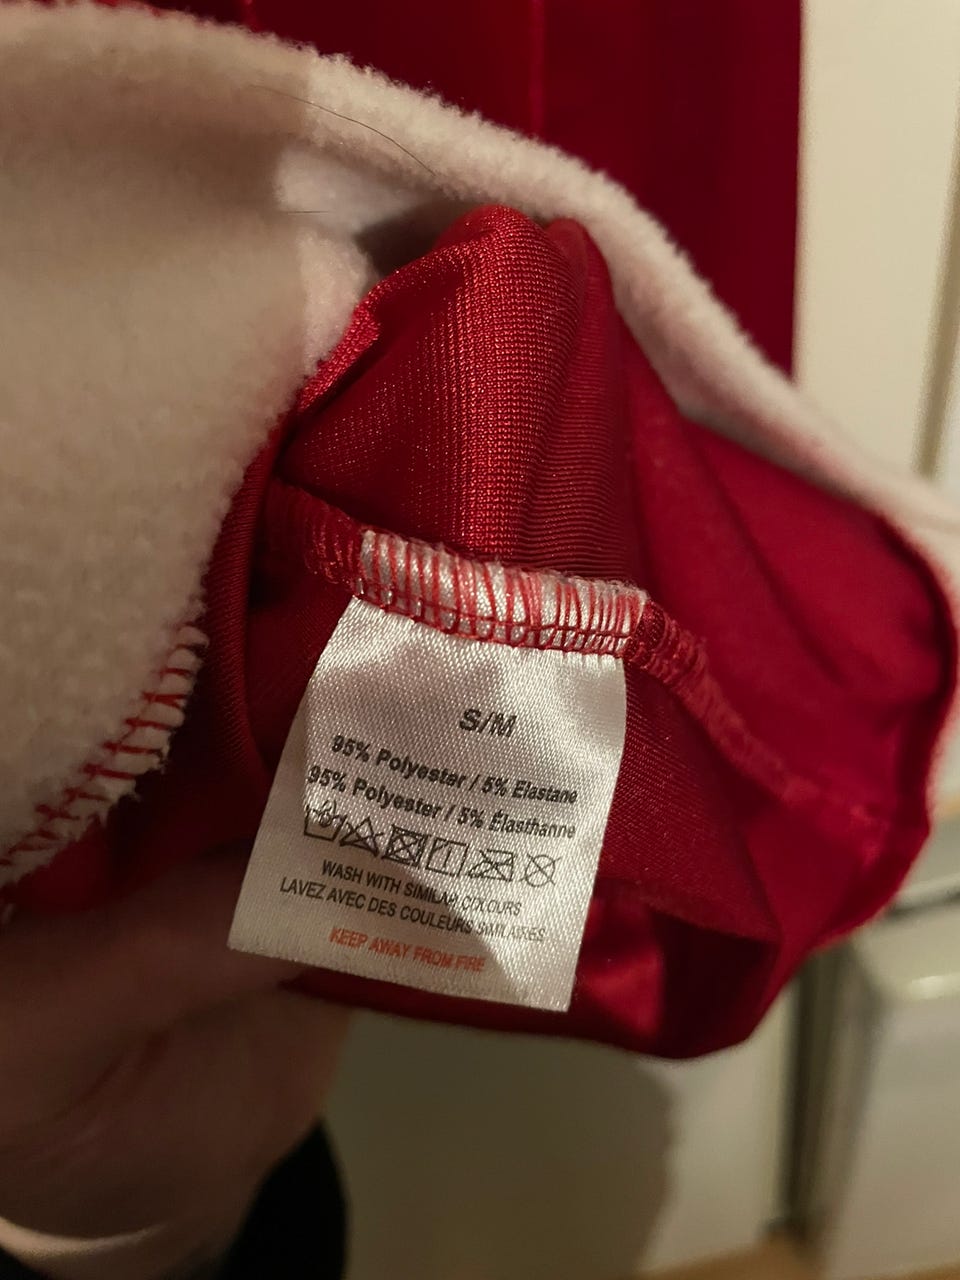 S/M
95% Polyester / 5% Elastane
95% Polyester / 5% Élasthanne
WASH WITH SIMILAR COLOURS
LAVEZ AVEC DES COULEURS SIMILAIRES
KEEP AWAY FROM FIRE